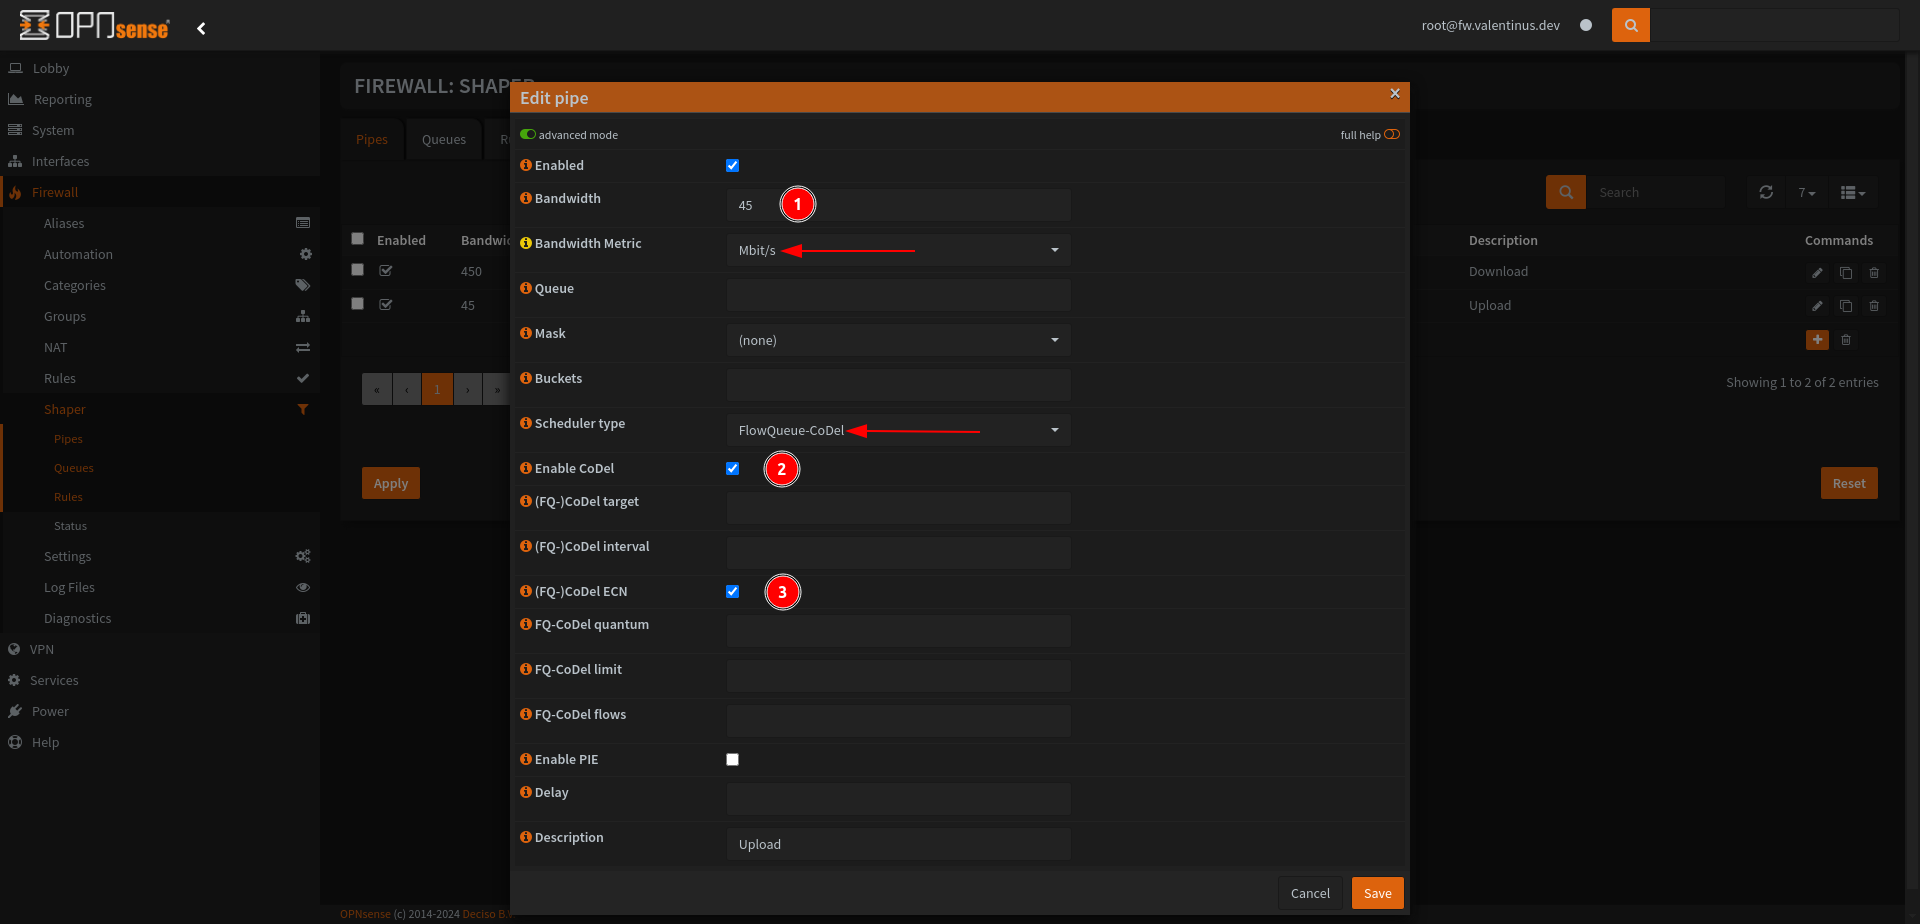 OPNsense
root@fw.valentinus.dev
Lobby
Reporting
System
Interfaces
Firewall
Aliases
Automation
Categories
Groups
NAT
Rules
Shaper
Pipes
Queues
Rules
Status
Settings
Log Files
Diagnostics
VPN
Services
Power
Help
FIREWALL: SHAPER
Pipes Queues
Search
7
Enabled Bandwi Description Commands
450 Download
45 Upload
« ‹ 1 › »
Showing 1 to 2 of 2 entries
Apply Reset
Edit pipe ×
advanced mode full help
Enabled
Bandwidth 45 1
Bandwidth Metric Mbit/s
Queue
Mask (none)
Buckets
Scheduler type FlowQueue-CoDel
Enable CoDel 2
(FQ-)CoDel target
(FQ-)CoDel interval
(FQ-)CoDel ECN 3
FQ-CoDel quantum
FQ-CoDel limit
FQ-CoDel flows
Enable PIE
Delay
Description Upload
Cancel Save
OPNsense (c) 2014-2024 Deciso B.V.